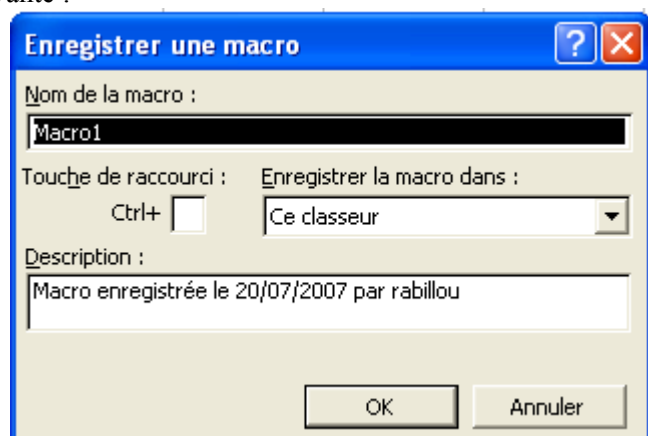 Enregistrer une macro
Nom de la macro :
Macro1
Touche de raccourci : Enregistrer la macro dans :
Ctrl+ Ce classeur
Description :
Macro enregistrée le 20/07/2007 par rabillou
OK Annuler